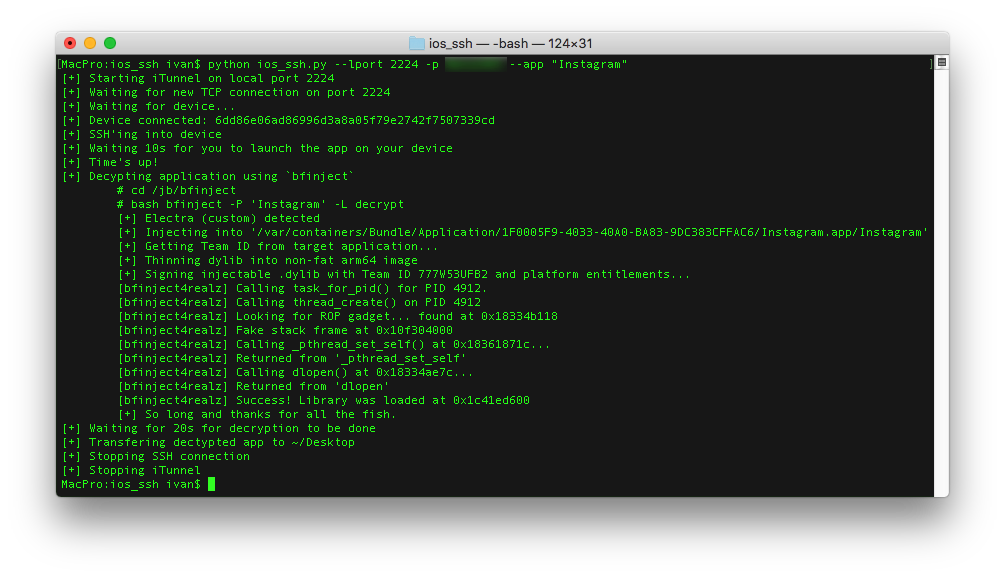 ios_ssh — -bash — 124×31
[MacPro:ios_ssh ivan$ python ios_ssh.py --lport 2224 -p --app "Instagram" ]
[+] Starting iTunnel on local port 2224
[+] Waiting for new TCP connection on port 2224
[+] Waiting for device...
[+] Device connected: 6dd86e06ad86996d3a8a05f79e2742f7507339cd
[+] SSH'ing into device
[+] Waiting 10s for you to launch the app on your device
[+] Time's up!
[+] Decypting application using `bfinject`
# cd /jb/bfinject
# bash bfinject -P 'Instagram' -L decrypt
[+] Electra (custom) detected
[+] Injecting into '/var/containers/Bundle/Application/1F0005F9-4033-40A0-BA83-9DC383CFFAC6/Instagram.app/Instagram'
[+] Getting Team ID from target application...
[+] Thinning dylib into non-fat arm64 image
[+] Signing injectable .dylib with Team ID 777W53UFB2 and platform entitlements...
[bfinject4realz] Calling task_for_pid() for PID 4912.
[bfinject4realz] Calling thread_create() on PID 4912
[bfinject4realz] Looking for ROP gadget... found at 0x18334b118
[bfinject4realz] Fake stack frame at 0x10f304000
[bfinject4realz] Calling _pthread_set_self() at 0x18361871c...
[bfinject4realz] Returned from '_pthread_set_self'
[bfinject4realz] Calling dlopen() at 0x18334ae7c...
[bfinject4realz] Returned from 'dlopen'
[bfinject4realz] Success! Library was loaded at 0x1c41ed600
[+] So long and thanks for all the fish.
[+] Waiting for 20s for decryption to be done
[+] Transfering dectypted app to ~/Desktop
[+] Stopping SSH connection
[+] Stopping iTunnel
MacPro:ios_ssh ivan$